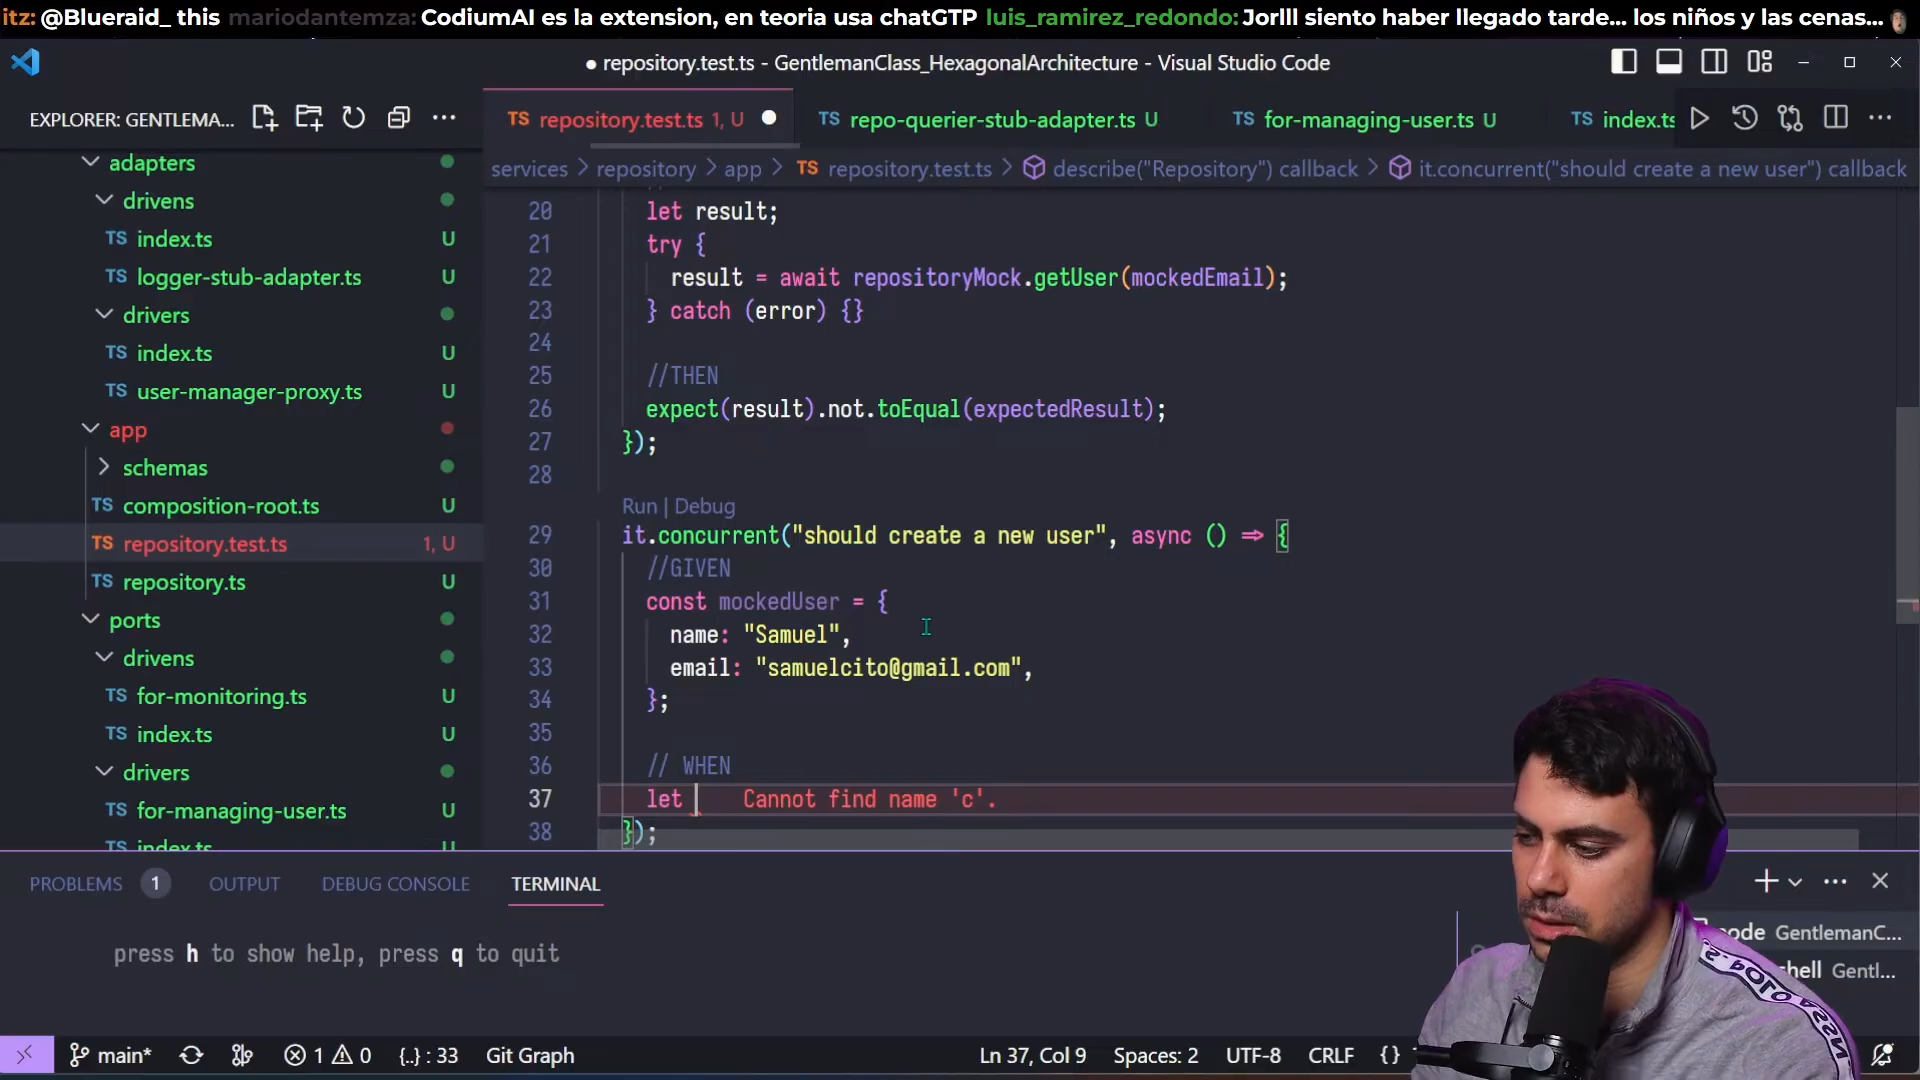 itz: @Blueraid_ this mariodantemza: CodiumAI es la extension, en teoria usa chatGTP luis_ramirez_redondo: Jorlll siento haber llegado tarde... los niños y las cenas...
● repository.test.ts - GentlemanClass_HexagonalArchitecture - Visual Studio Code
EXPLORER: GENTLEMA...
TS repository.test.ts 1, U
TS repo-querier-stub-adapter.ts U
TS for-managing-user.ts U
TS index.ts
services > repository > app > TS repository.test.ts > describe("Repository") callback > it.concurrent("should create a new user") callback
adapters
drivens
TS index.ts U
TS logger-stub-adapter.ts U
drivers
TS index.ts U
TS user-manager-proxy.ts U
app
schemas
TS composition-root.ts U
TS repository.test.ts 1, U
TS repository.ts U
ports
drivens
TS for-monitoring.ts U
TS index.ts U
drivers
TS for-managing-user.ts U
TS index.ts U
20 let result;
21 try {
22 result = await repositoryMock.getUser(mockedEmail);
23 } catch (error) {}
24
25 //THEN
26 expect(result).not.toEqual(expectedResult);
27 });
28
Run | Debug
29 it.concurrent("should create a new user", async () => {
30 //GIVEN
31 const mockedUser = {
32 name: "Samuel",
33 email: "samuelcito@gmail.com",
34 };
35
36 // WHEN
37 let Cannot find name 'c'.
38 });
PROBLEMS 1 OUTPUT DEBUG CONSOLE TERMINAL
press h to show help, press q to quit
node GentlemanC...
shell Gentl...
main* 1 0 {..} : 33 Git Graph
Ln 37, Col 9 Spaces: 2 UTF-8 CRLF {}